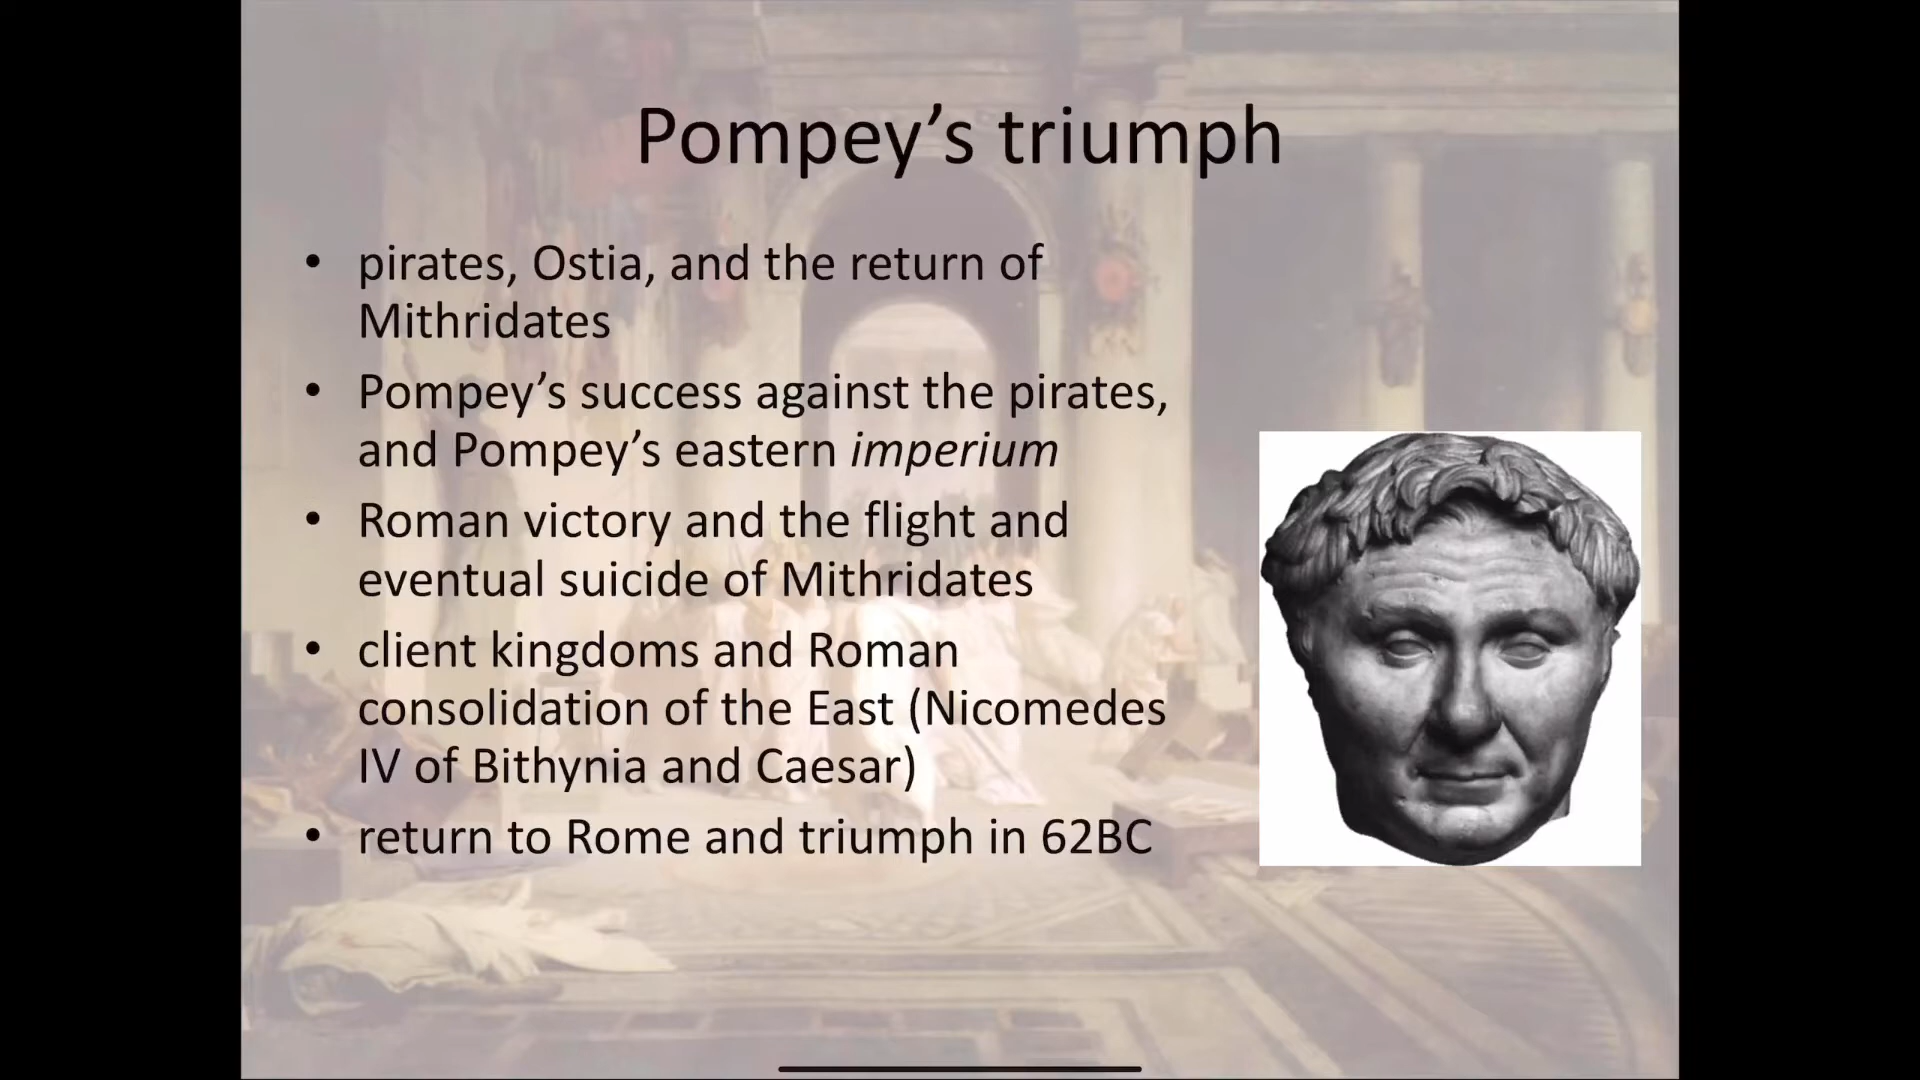 Pompey’s triumph
• pirates, Ostia, and the return of
Mithridates
• Pompey’s success against the pirates,
and Pompey’s eastern imperium
• Roman victory and the flight and
eventual suicide of Mithridates
• client kingdoms and Roman
consolidation of the East (Nicomedes
IV of Bithynia and Caesar)
• return to Rome and triumph in 62BC